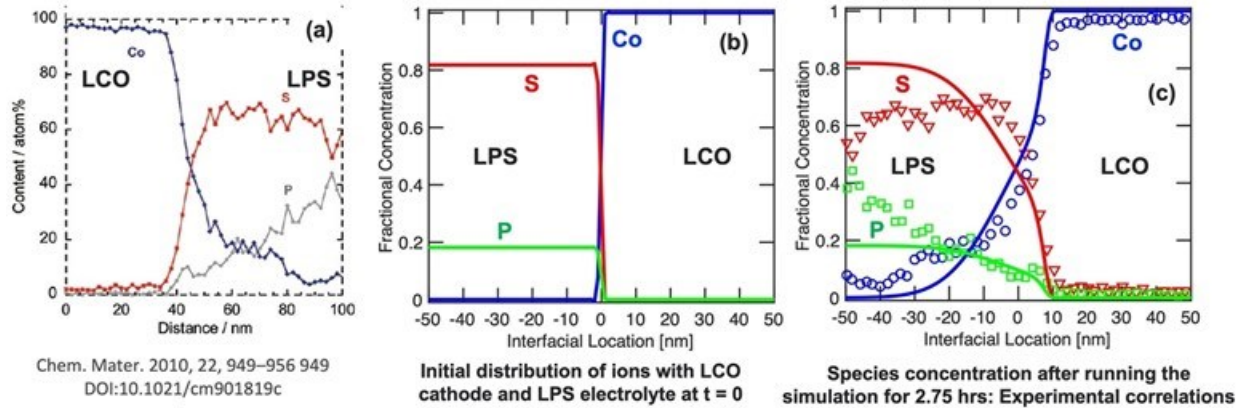 (a)
Co
LCO
LPS
S
P
Content / atom%
100
80
60
40
20
0
0 20 40 60 80 100
Distance / nm
Chem. Mater. 2010, 22, 949–956 949
DOI:10.1021/cm901819c
(b)
Co
S
LPS
LCO
P
Fractional Concentration
1
0.8
0.6
0.4
0.2
0
-50 -40 -30 -20 -10 0 10 20 30 40 50
Interfacial Location [nm]
Initial distribution of ions with LCO
cathode and LPS electrolyte at t = 0
Co
S
(c)
LPS
LCO
P
Fractional Concentration
1
0.8
0.6
0.4
0.2
0
-50 -40 -30 -20 -10 0 10 20 30 40 50
Interfacial Location [nm]
Species concentration after running the
simulation for 2.75 hrs: Experimental correlations